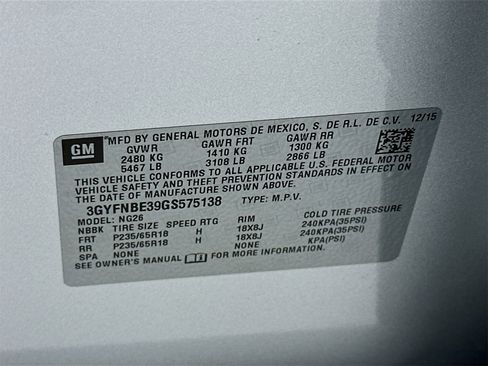 GM
*MFD BY GENERAL MOTORS DE MEXICO, S. DE R.L. DE C.V. 12/15
GVWR GAWR FRT GAWR RR
2480 KG 1410 KG 1300 KG
5467 LB 3108 LB 2866 LB
THIS VEHICLE CONFORMS TO ALL APPLICABLE U.S. FEDERAL MOTOR
VEHICLE SAFETY, BUMPER, AND THEFT PREVENTION STANDARDS IN EFFECT ON
THE DATE OF MANUFACTURE SHOWN ABOVE.
3GYFNBE39GS575138 TYPE: M.P.V.
MODEL: NG26
NBBK TIRE SIZE SPEED RTG RIM COLD TIRE PRESSURE
FRT P235/65R18 H 18X8J 240KPA(35PSI)
RR P235/65R18 H 18X8J 240KPA(35PSI)
SPA NONE NONE KPA(PSI)
SEE OWNER'S MANUAL FOR MORE INFORMATION.